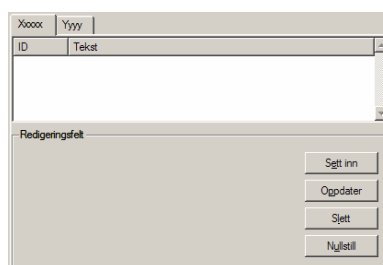 Xxxxx Yyyy
ID Tekst
Redigeringsfelt
Sett inn
Oppdater
Slett
Nullstill